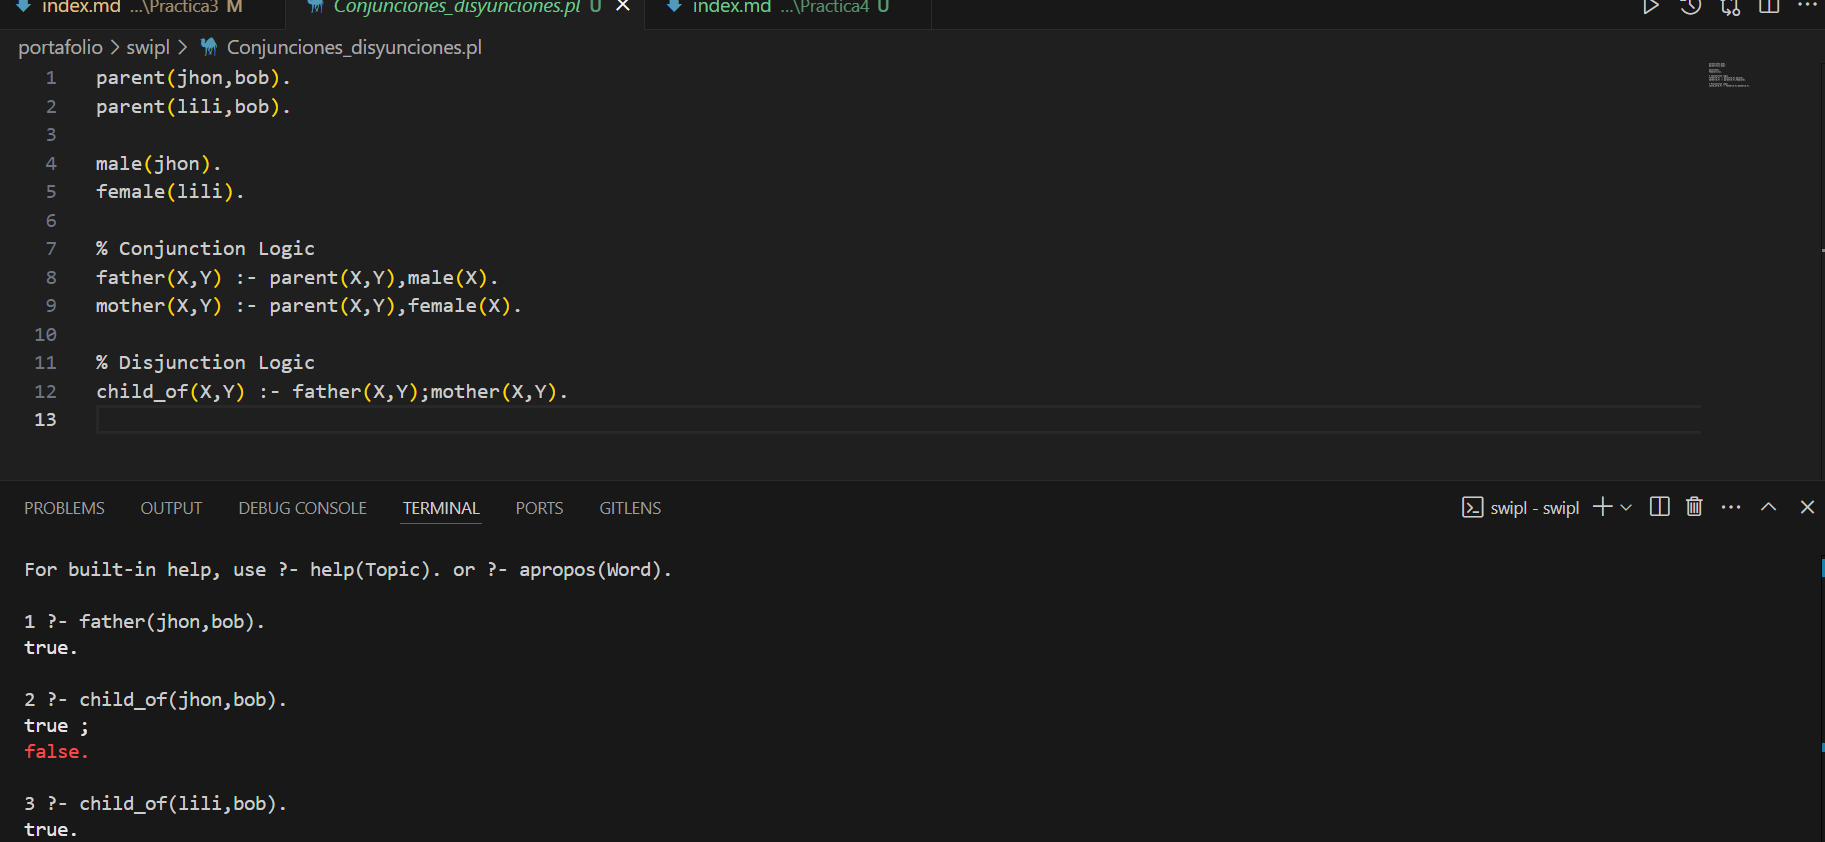 index.md ...\Practica3 M
Conjunciones_disyunciones.pl U
index.md ...\Practica4 U
portafolio > swipl > Conjunciones_disyunciones.pl
1 parent(jhon,bob).
2 parent(lili,bob).
3
4 male(jhon).
5 female(lili).
6
7 % Conjunction Logic
8 father(X,Y) :- parent(X,Y),male(X).
9 mother(X,Y) :- parent(X,Y),female(X).
10
11 % Disjunction Logic
12 child_of(X,Y) :- father(X,Y);mother(X,Y).
13
PROBLEMS OUTPUT DEBUG CONSOLE TERMINAL PORTS GITLENS
swipl - swipl
For built-in help, use ?- help(Topic). or ?- apropos(Word).
1 ?- father(jhon,bob).
true.
2 ?- child_of(jhon,bob).
true ;
false.
3 ?- child_of(lili,bob).
true.